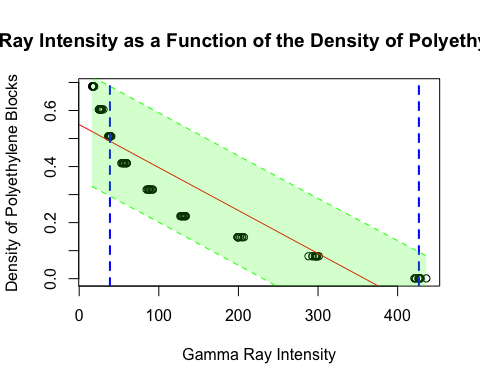 Ray Intensity as a Function of the Density of
Density of Polyethylene Blocks
0.0 0.2 0.4 0.6
0 100 200 300 400
Gamma Ray Intensity